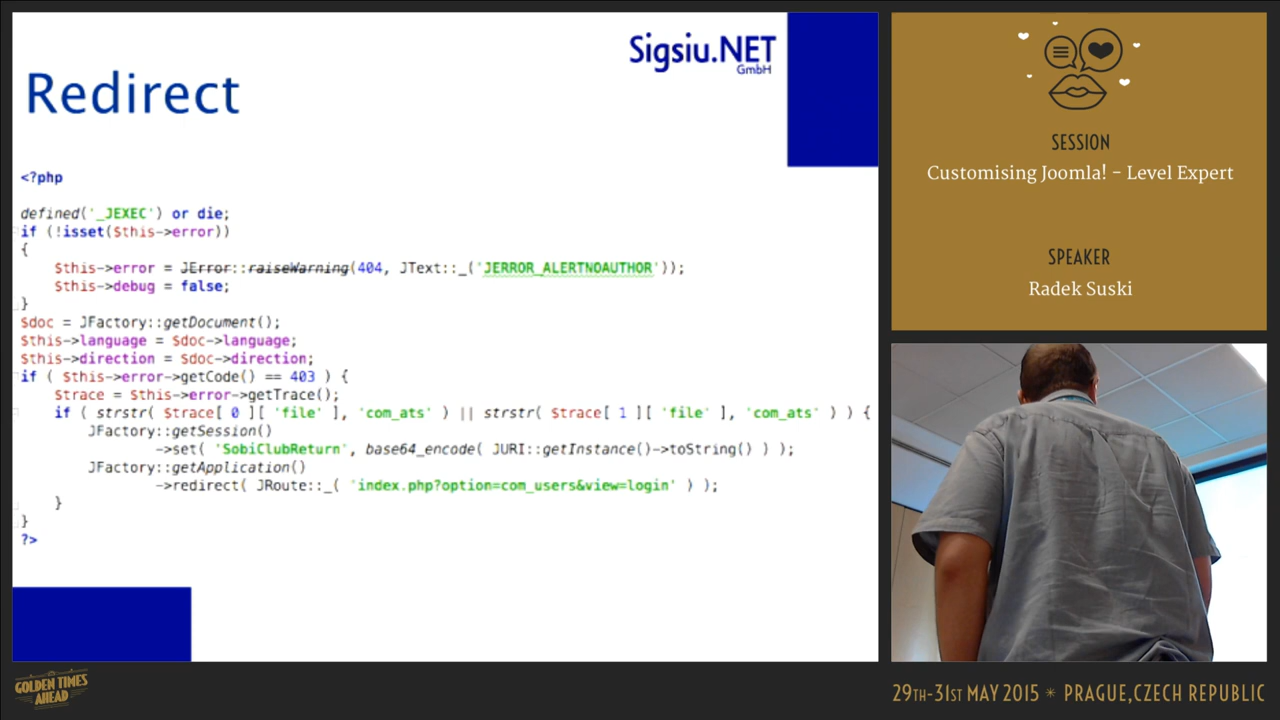 Sigsiu.NET
GmbH
Redirect
<?php
defined('_JEXEC') or die;
if (!isset($this->error))
{
    $this->error = JError::raiseWarning(404, JText::_('JERROR_ALERTNOAUTHOR'));
    $this->debug = false;
}
$doc = JFactory::getDocument();
$this->language = $doc->language;
$this->direction = $doc->direction;
if ( $this->error->getCode() == 403 ) {
    $trace = $this->error->getTrace();
    if ( strstr( $trace[ 0 ][ 'file' ], 'com_ats' ) || strstr( $trace[ 1 ][ 'file' ], 'com_ats' ) ) {
        JFactory::getSession()
                ->set( 'SobiClubReturn', base64_encode( JURI::getInstance()->toString() ) );
        JFactory::getApplication()
                ->redirect( JRoute::_( 'index.php?option=com_users&view=login' ) );
    }
}
?>
SESSION
Customising Joomla! - Level Expert
SPEAKER
Radek Suski
GOLDEN TIMES
AHEAD
29TH-31ST MAY 2015 * PRAGUE,CZECH REPUBLIC